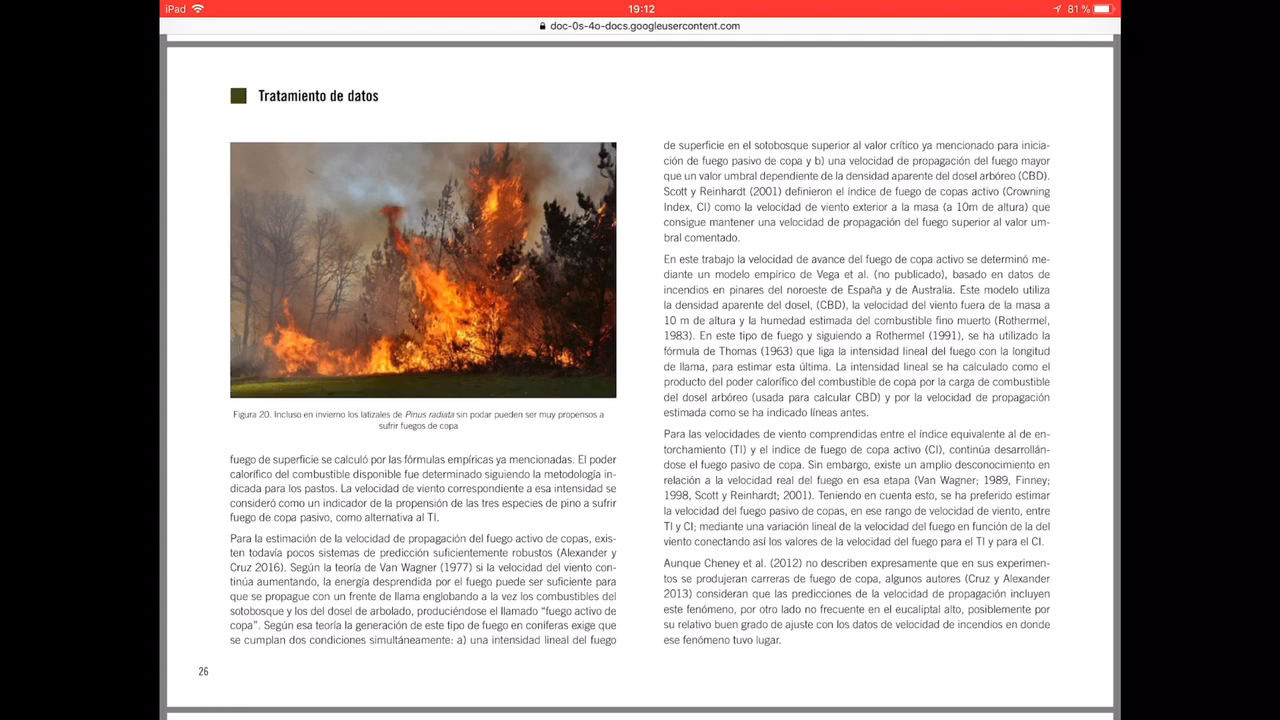 iPad
19:12
81 %
doc-0s-4o-docs.googleusercontent.com
Tratamiento de datos
Figura 20. Incluso en invierno los latizales de Pinus radiata sin podar pueden ser muy propensos a
sufrir fuegos de copa
fuego de superficie se calculó por las fórmulas empíricas ya mencionadas. El poder
calorífico del combustible disponible fue determinado siguiendo la metodología in-
dicada para los pastos. La velocidad de viento correspondiente a esa intensidad se
consideró como un indicador de la propensión de las tres especies de pino a sufrir
fuego de copa pasivo, como alternativa al TI.
Para la estimación de la velocidad de propagación del fuego activo de copas, exis-
ten todavía pocos sistemas de predicción suficientemente robustos (Alexander y
Cruz 2016). Según la teoría de Van Wagner (1977) si la velocidad del viento con-
tinúa aumentando, la energía desprendida por el fuego puede ser suficiente para
que se propague con un frente de llama englobando a la vez los combustibles del
sotobosque y los del dosel de arbolado, produciéndose el llamado “fuego activo de
copa”. Según esa teoría la generación de este tipo de fuego en coníferas exige que
se cumplan dos condiciones simultáneamente: a) una intensidad lineal del fuego
de superficie en el sotobosque superior al valor crítico ya mencionado para inicia-
ción de fuego pasivo de copa y b) una velocidad de propagación del fuego mayor
que un valor umbral dependiente de la densidad aparente del dosel arbóreo (CBD).
Scott y Reinhardt (2001) definieron el índice de fuego de copas activo (Crowning
Index, CI) como la velocidad de viento exterior a la masa (a 10m de altura) que
consigue mantener una velocidad de propagación del fuego superior al valor um-
bral comentado.
En este trabajo la velocidad de avance del fuego de copa activo se determinó me-
diante un modelo empírico de Vega et al. (no publicado), basado en datos de
incendios en pinares del noroeste de España y de Australia. Este modelo utiliza
la densidad aparente del dosel, (CBD), la velocidad del viento fuera de la masa a
10 m de altura y la humedad estimada del combustible fino muerto (Rothermel,
1983). En este tipo de fuego y siguiendo a Rothermel (1991), se ha utilizado la
fórmula de Thomas (1963) que liga la intensidad lineal del fuego con la longitud
de llama, para estimar esta última. La intensidad lineal se ha calculado como el
producto del poder calorífico del combustible de copa por la carga de combustible
del dosel arbóreo (usada para calcular CBD) y por la velocidad de propagación
estimada como se ha indicado líneas antes.
Para las velocidades de viento comprendidas entre el índice equivalente al de en-
torchamiento (TI) y el índice de fuego de copa activo (CI), continúa desarrollán-
dose el fuego pasivo de copa. Sin embargo, existe un amplio desconocimiento en
relación a la velocidad real del fuego en esa etapa (Van Wagner; 1989, Finney;
1998, Scott y Reinhardt; 2001). Teniendo en cuenta esto, se ha preferido estimar
la velocidad del fuego pasivo de copas, en ese rango de velocidad de viento, entre
TI y CI; mediante una variación lineal de la velocidad del fuego en función de la del
viento conectando así los valores de la velocidad del fuego para el TI y para el CI.
Aunque Cheney et al. (2012) no describen expresamente que en sus experimen-
tos se produjeran carreras de fuego de copa, algunos autores (Cruz y Alexander
2013) consideran que las predicciones de la velocidad de propagación incluyen
este fenómeno, por otro lado no frecuente en el eucaliptal alto, posiblemente por
su relativo buen grado de ajuste con los datos de velocidad de incendios en donde
ese fenómeno tuvo lugar.
26